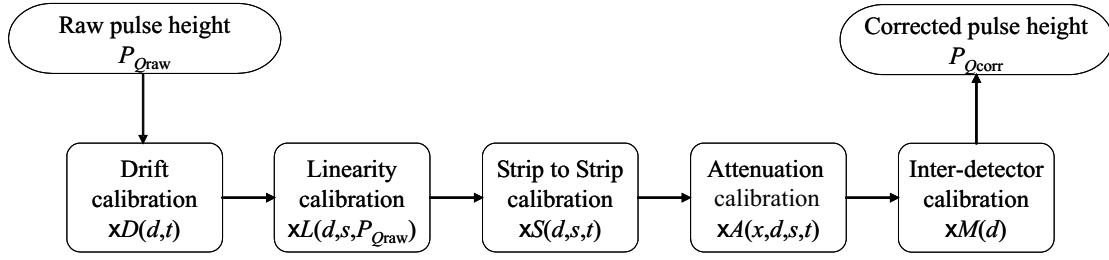 Raw pulse height
P_Qraw
Corrected pulse height
P_Qcorr
Drift
calibration
xD(d,t)
Linearity
calibration
xL(d,s,P_Qraw)
Strip to Strip
calibration
xS(d,s,t)
Attenuation
calibration
xA(x,d,s,t)
Inter-detector
calibration
xM(d)